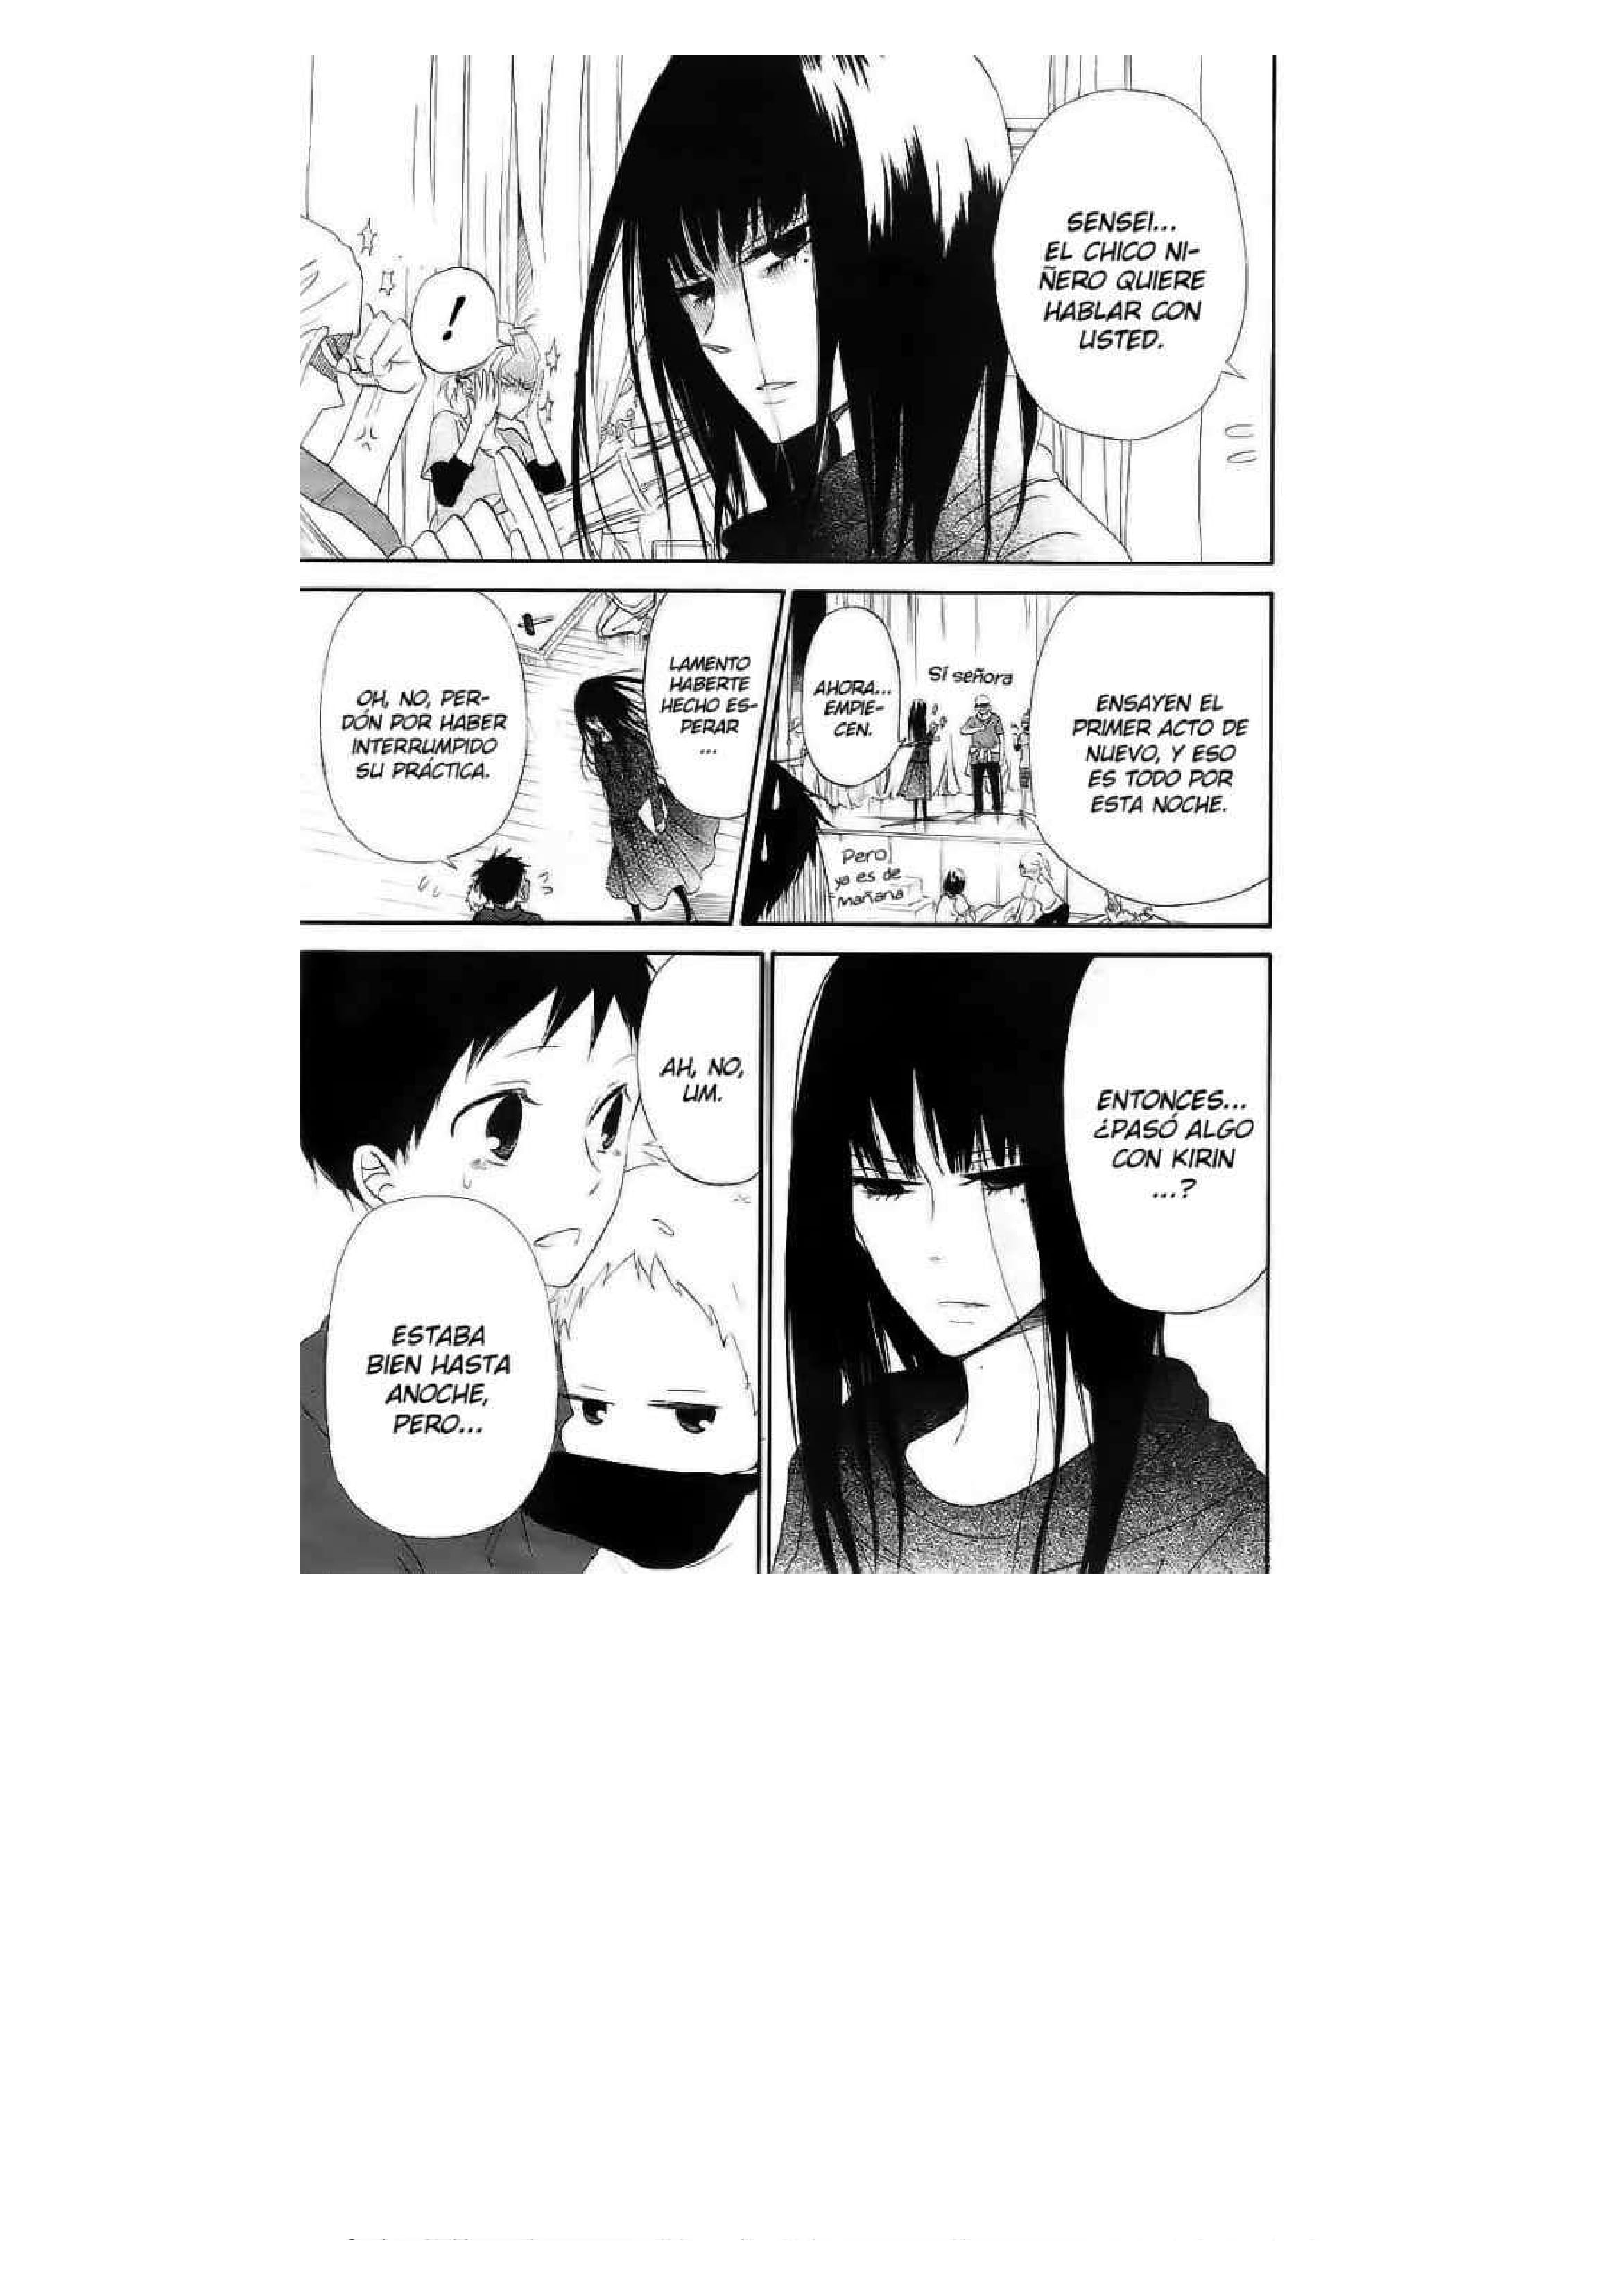 SENSEI...
EL CHICO NI-
ÑERO QUIERE
HABLAR CON
USTED.
!
ENSAYEN EL
PRIMER ACTO DE
NUEVO, Y ESO
ES TODO POR
ESTA NOCHE.
Sí señora
AHORA...
EMPIE-
CEN.
Pero
ya es de
mañana
LAMENTO
HABERTE
HECHO ES-
PERAR
...
OH, NO, PER-
DÓN POR HABER
INTERRUMPIDO
SU PRÁCTICA.
ENTONCES...
¿PASÓ ALGO
CON KIRIN
...?
AH, NO,
UM.
ESTABA
BIEN HASTA
ANOCHE,
PERO...